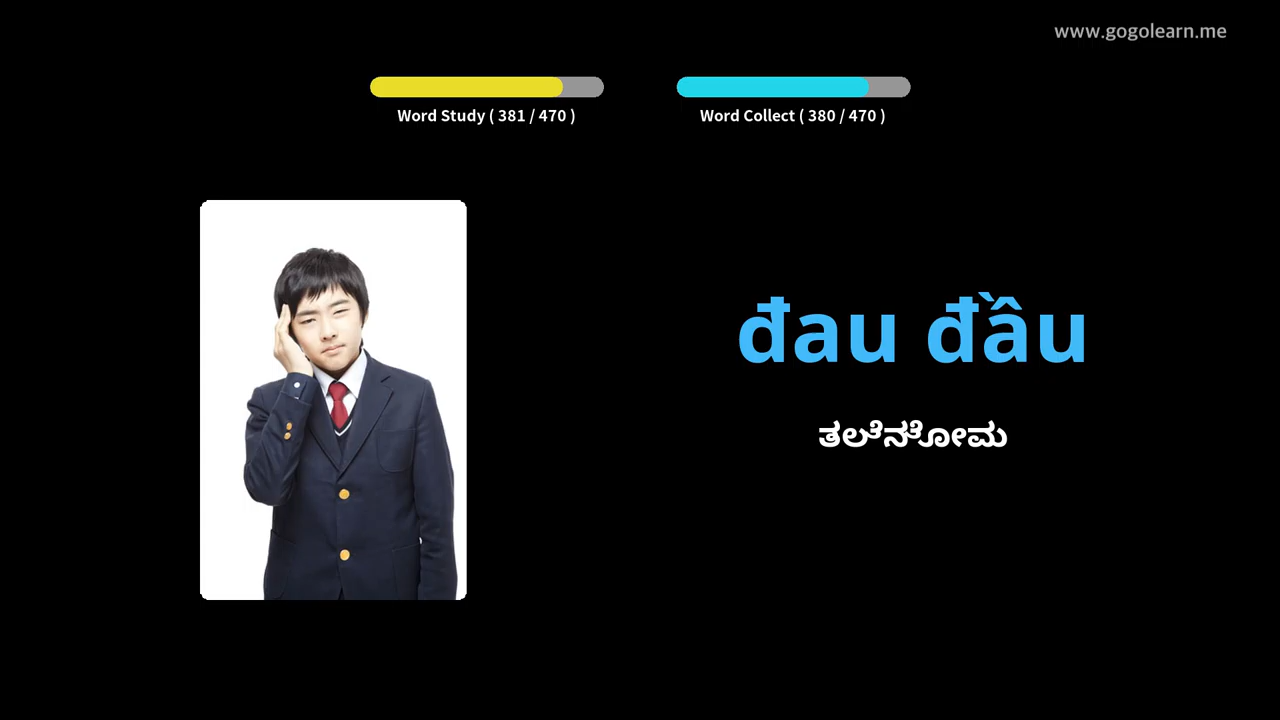 www.gogolearn.me
Word Study ( 381 / 470 )
Word Collect ( 380 / 470 )
đau đầu
ತಲೆನೋವು